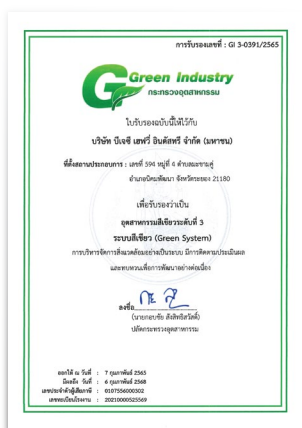 การรับรองเลขที่ : GI 3-0391/2565
Green Industry
กระทรวงอุตสาหกรรม
ใบรับรองฉบับนี้ให้ไว้กับ
บริษัท บีเจซี เฮฟวี่ อินดัสทรี จำกัด (มหาชน)
ที่ตั้งสถานประกอบการ : เลขที่ 594 หมู่ที่ 4 ตำบลมะขามคู่
อำเภอนิคมพัฒนา จังหวัดระยอง 21180
เพื่อรับรองว่าเป็น
อุตสาหกรรมสีเขียวระดับที่ 3
ระบบสีเขียว (Green System)
การบริหารจัดการสิ่งแวดล้อมอย่างเป็นระบบ มีการติดตามประเมินผล
และทบทวนเพื่อการพัฒนาอย่างต่อเนื่อง
ลงชื่อ
(นายกอบชัย สังสิทธิสวัสดิ์)
ปลัดกระทรวงอุตสาหกรรม
ออกให้ ณ วันที่ : 7 กุมภาพันธ์ 2565
มีผลถึง วันที่ : 6 กุมภาพันธ์ 2568
เลขประจำตัวผู้เสียภาษี : 0107556000302
เลขทะเบียนโรงงาน : 20210000525569